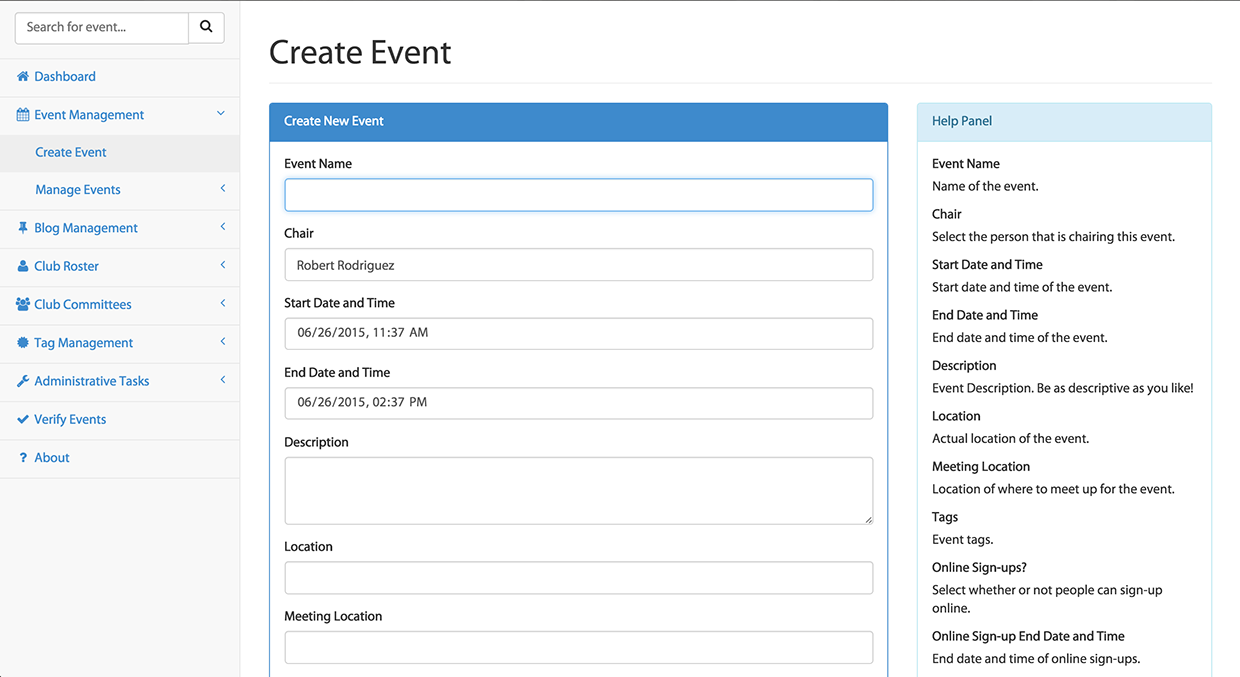 Search for event...
Dashboard
Event Management
Create Event
Manage Events
Blog Management
Club Roster
Club Committees
Tag Management
Administrative Tasks
Verify Events
About
Create Event
Create New Event
Event Name
Chair
Robert Rodriguez
Start Date and Time
06/26/2015, 11:37 AM
End Date and Time
06/26/2015, 02:37 PM
Description
Location
Meeting Location
Help Panel
Event Name
Name of the event.
Chair
Select the person that is chairing this event.
Start Date and Time
Start date and time of the event.
End Date and Time
End date and time of the event.
Description
Event Description. Be as descriptive as you like!
Location
Actual location of the event.
Meeting Location
Location of where to meet up for the event.
Tags
Event tags.
Online Sign-ups?
Select whether or not people can sign-up
online.
Online Sign-up End Date and Time
End date and time of online sign-ups.